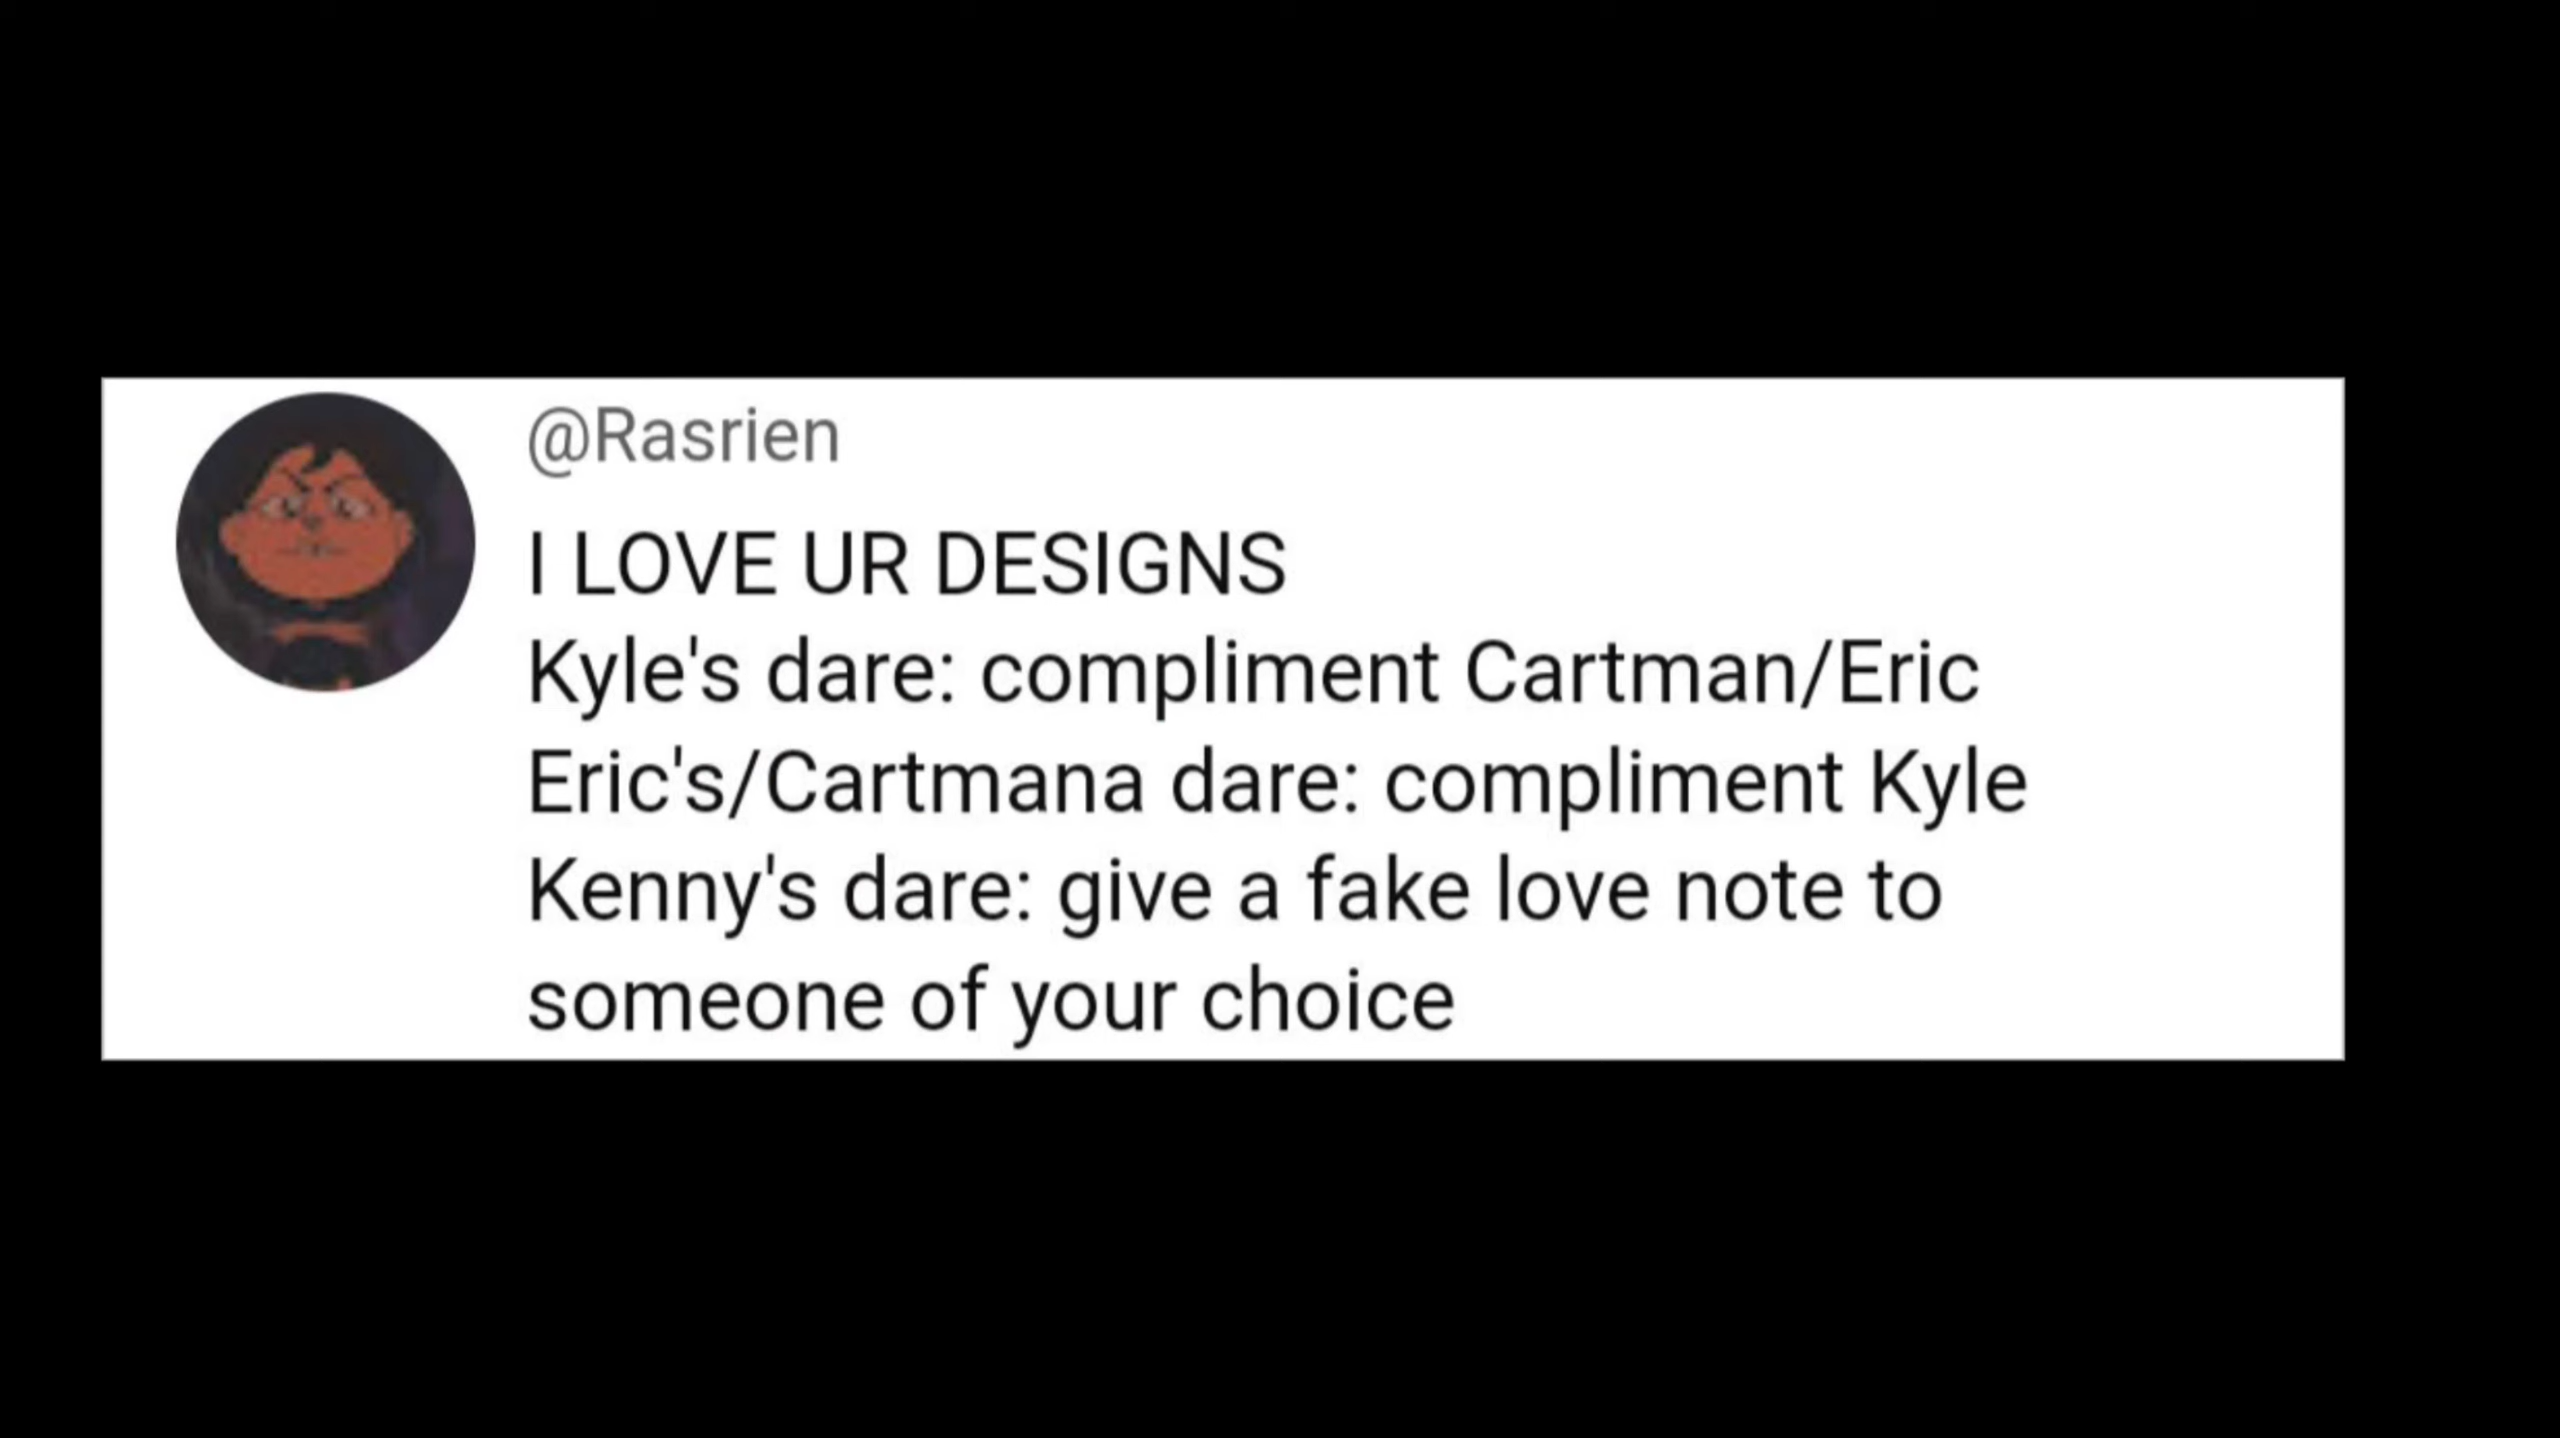 @Rasrien
I LOVE UR DESIGNS
Kyle's dare: compliment Cartman/Eric
Eric's/Cartmana dare: compliment Kyle
Kenny's dare: give a fake love note to
someone of your choice